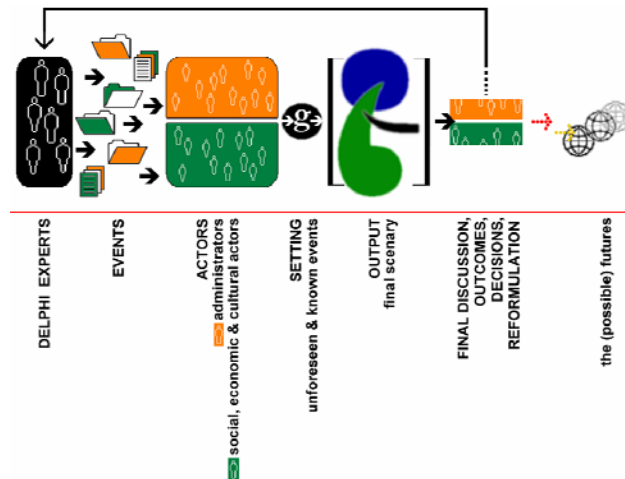 g
DELPHI EXPERTS
EVENTS
ACTORS
administrators
social, economic & cultural actors
SETTING
unforeseen & known events
OUTPUT
final scenary
FINAL DISCUSSION,
OUTCOMES,
DECISIONS,
REFORMULATION
the (possible) futures